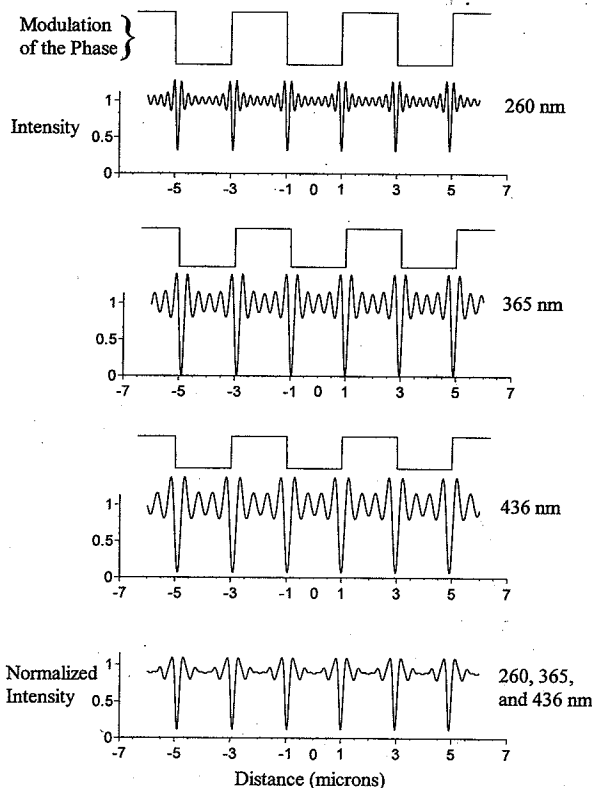 Modulation
of the Phase
1
0.5
0
Intensity
260 nm
-5 -3 -1 0 1 3 5 7
1
0.5
0
365 nm
-7 -5 -3 -1 0 1 3 5 7
1
0.5
0
436 nm
-7 -5 -3 -1 0 1 3 5 7
Normalized
Intensity
1
0.5
0
260, 365,
and 436 nm
-7 -5 -3 -1 0 1 3 5 7
Distance (microns)